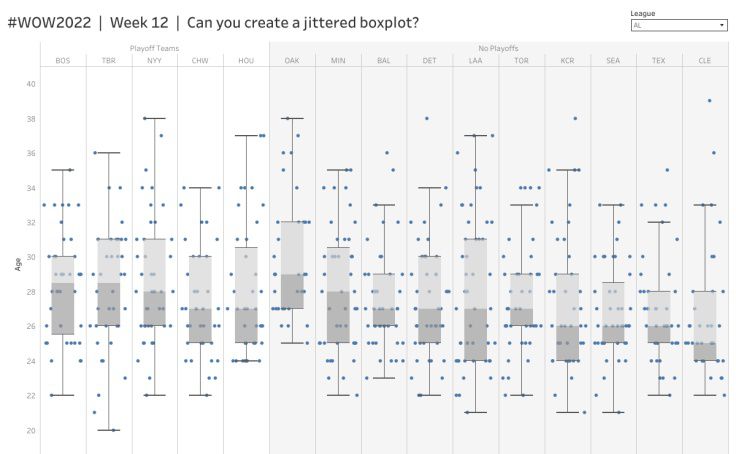 #WOW2022 | Week 12 | Can you create a jittered boxplot?
League
AL
Playoff Teams No Playoffs
BOS TBR NYY CHW HOU OAK MIN BAL DET LAA TOR KCR SEA TEX CLE
40
38
36
34
32
30
Age
28
26
24
22
20